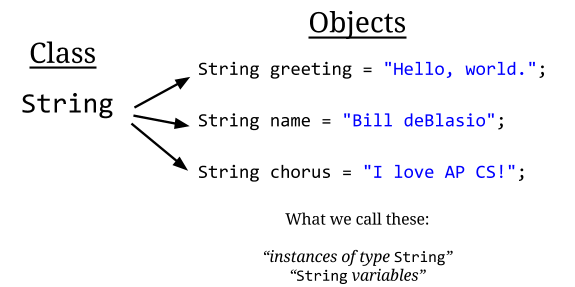 Objects
Class
String
String greeting = "Hello, world.";
String name = "Bill deBlasio";
String chorus = "I love AP CS!";
What we call these:
“instances of type String”
“String variables”